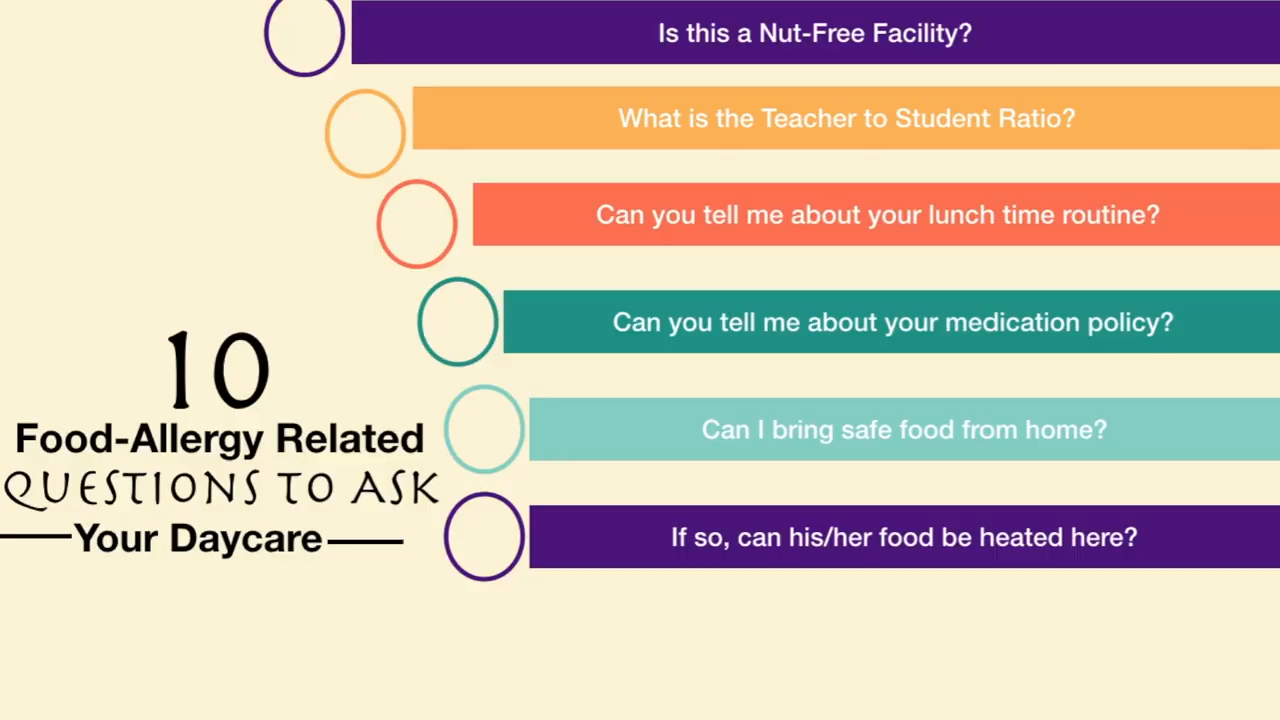 Is this a Nut-Free Facility?
What is the Teacher to Student Ratio?
Can you tell me about your lunch time routine?
Can you tell me about your medication policy?
Can I bring safe food from home?
If so, can his/her food be heated here?
10
Food-Allergy Related
QUESTIONS TO ASK
Your Daycare